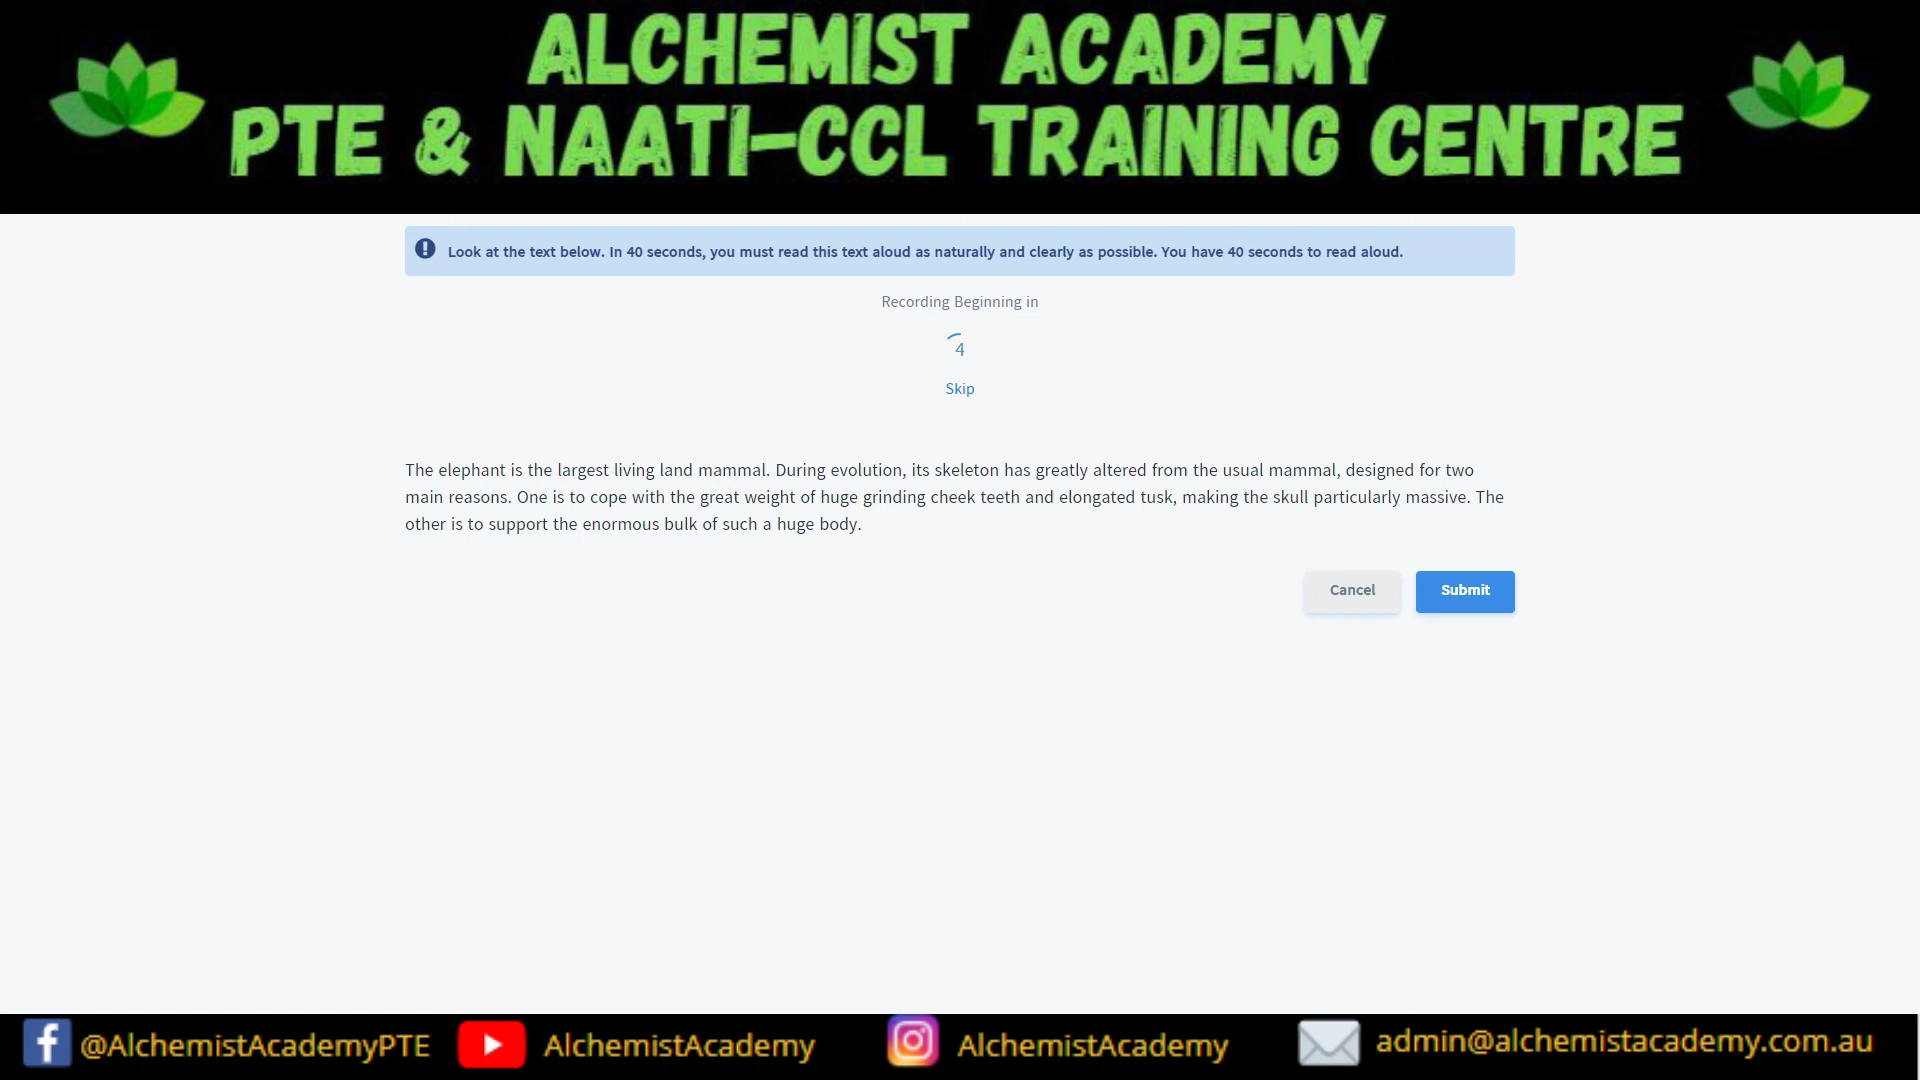 ALCHEMIST ACADEMY
PTE & NAATI-CCL TRAINING CENTRE
Look at the text below. In 40 seconds, you must read this text aloud as naturally and clearly as possible. You have 40 seconds to read aloud.
Recording Beginning in
4
Skip
The elephant is the largest living land mammal. During evolution, its skeleton has greatly altered from the usual mammal, designed for two
main reasons. One is to cope with the great weight of huge grinding cheek teeth and elongated tusk, making the skull particularly massive. The
other is to support the enormous bulk of such a huge body.
Cancel
Submit
@AlchemistAcademyPTE
AlchemistAcademy
AlchemistAcademy
admin@alchemistacademy.com.au